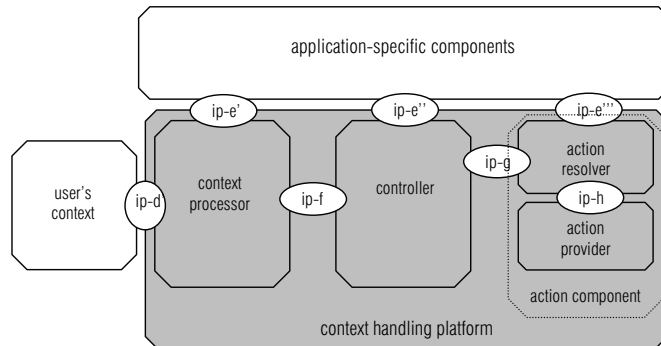 application-specific components
ip-e'
ip-e''
ip-e'''
user's
context
ip-d
context
processor
ip-f
controller
ip-g
action
resolver
ip-h
action
provider
action component
context handling platform